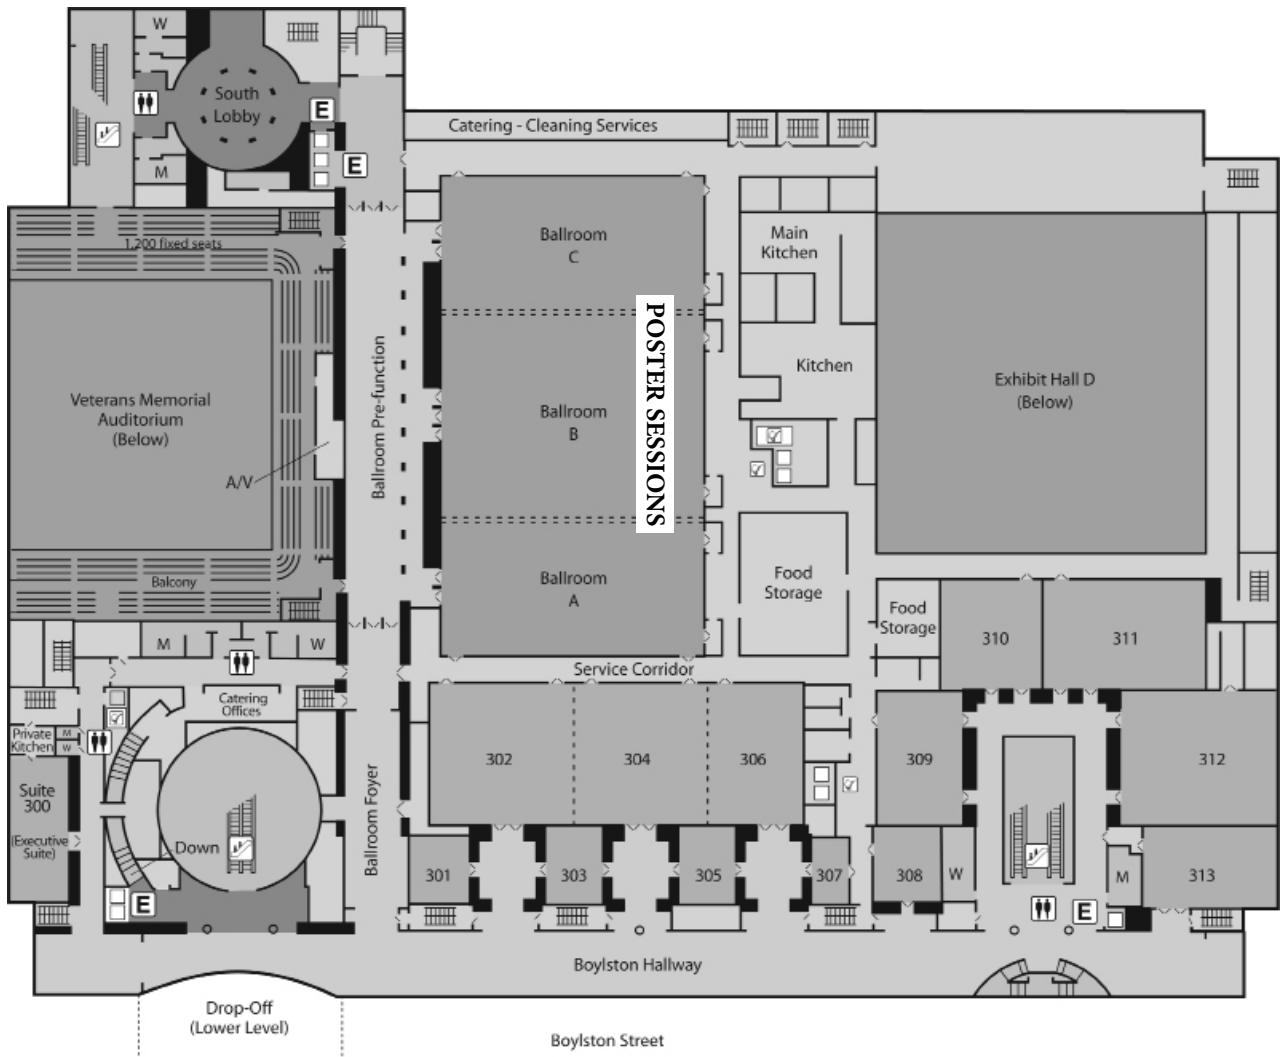 W
South
Lobby
E
Catering - Cleaning Services
E
M
1,200 fixed seats
Ballroom
C
Main
Kitchen
POSTER SESSIONS
Ballroom Pre-function
Kitchen
Exhibit Hall D
(Below)
Veterans Memorial
Auditorium
(Below)
Ballroom
B
A/V
Balcony
Ballroom
A
Food
Storage
Food
Storage
310
311
M
W
Service Corridor
Catering
Offices
Private
Kitchen
M
W
302
304
306
309
312
Suite
300
(Executive
Suite)
Down
Ballroom Foyer
301
303
305
307
308
W
M
313
E
E
Boylston Hallway
Drop-Off
(Lower Level)
Boylston Street